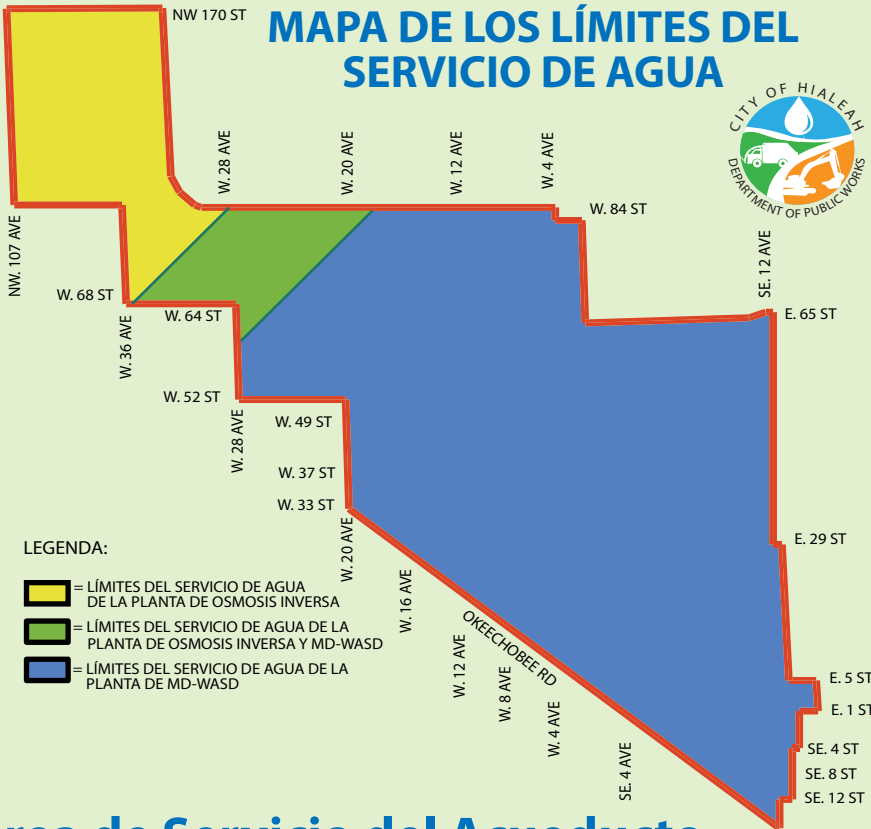 MAPA DE LOS LÍMITES DEL
SERVICIO DE AGUA
NW 170 ST
CITY OF HIALEAH
DEPARTMENT OF PUBLIC WORKS
W. 28 AVE
W. 20 AVE
W. 12 AVE
W. 4 AVE
W. 84 ST
SE. 12 AVE
NW. 107 AVE
W. 68 ST
W. 64 ST
E. 65 ST
W. 36 AVE
W. 52 ST
W. 28 AVE
W. 49 ST
W. 37 ST
W. 33 ST
W. 20 AVE
E. 29 ST
W. 16 AVE
OKEECHOBEE RD
W. 12 AVE
W. 8 AVE
W. 4 AVE
SE. 4 AVE
E. 5 ST
E. 1 ST
SE. 4 ST
SE. 8 ST
SE. 12 ST
LEGENDA:
= LÍMITES DEL SERVICIO DE AGUA
DE LA PLANTA DE OSMOSIS INVERSA
= LÍMITES DEL SERVICIO DE AGUA DE LA
PLANTA DE OSMOSIS INVERSA Y MD-WASD
= LÍMITES DEL SERVICIO DE AGUA DE LA
PLANTA DE MD-WASD
de Servicio del Acueducto